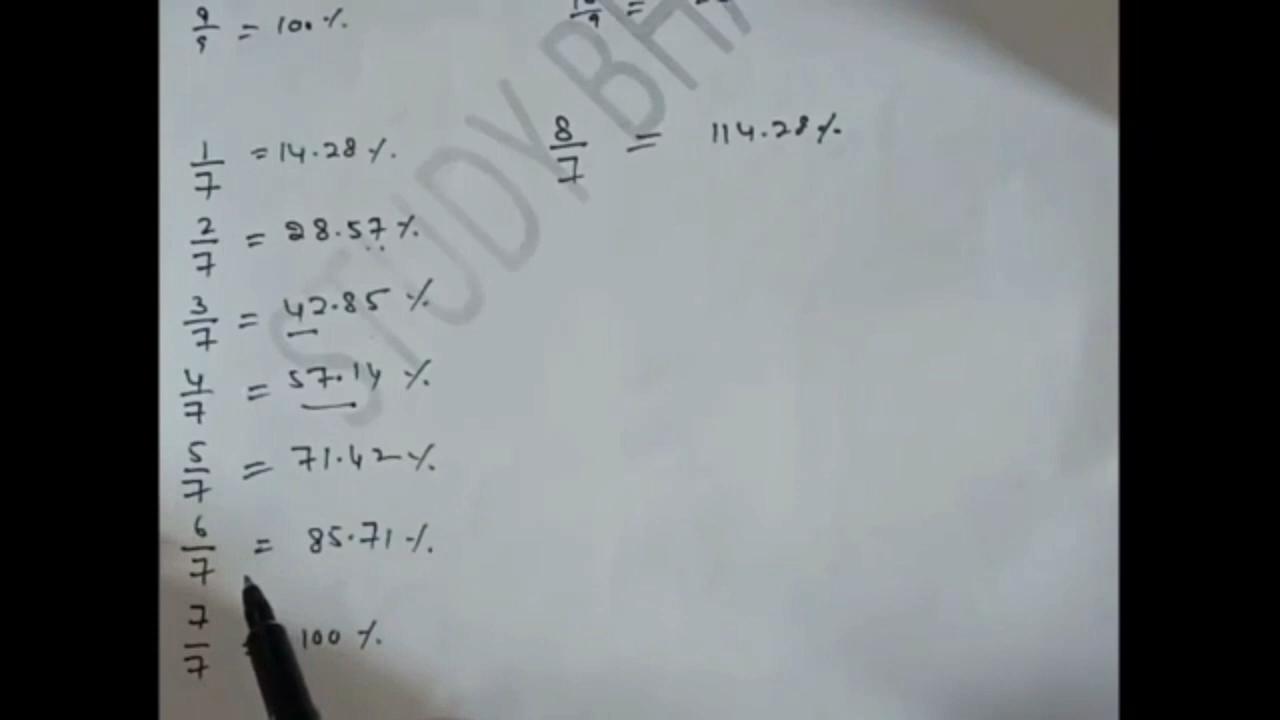 9/9 = 100%
1/7 = 14.28%.
8/7 = 114.28%.
2/7 = 28.57%.
3/7 = 42.85%
4/7 = 57.14%
5/7 = 71.42%.
6/7 = 85.71%.
7/7 100%.
STUDY